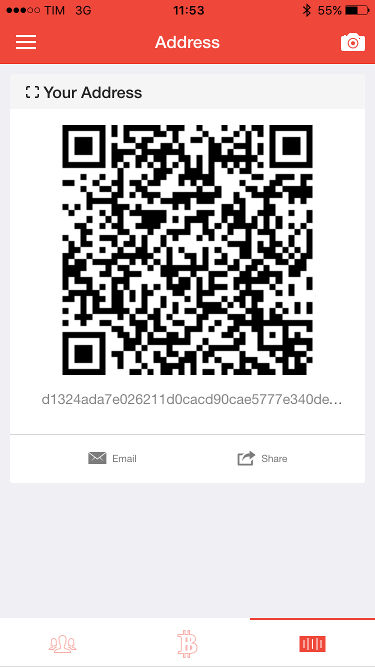 TIM 3G 11:53 55%
Address
Your Address
d1324ada7e026211d0cacd90cae5777e340de...
Email Share